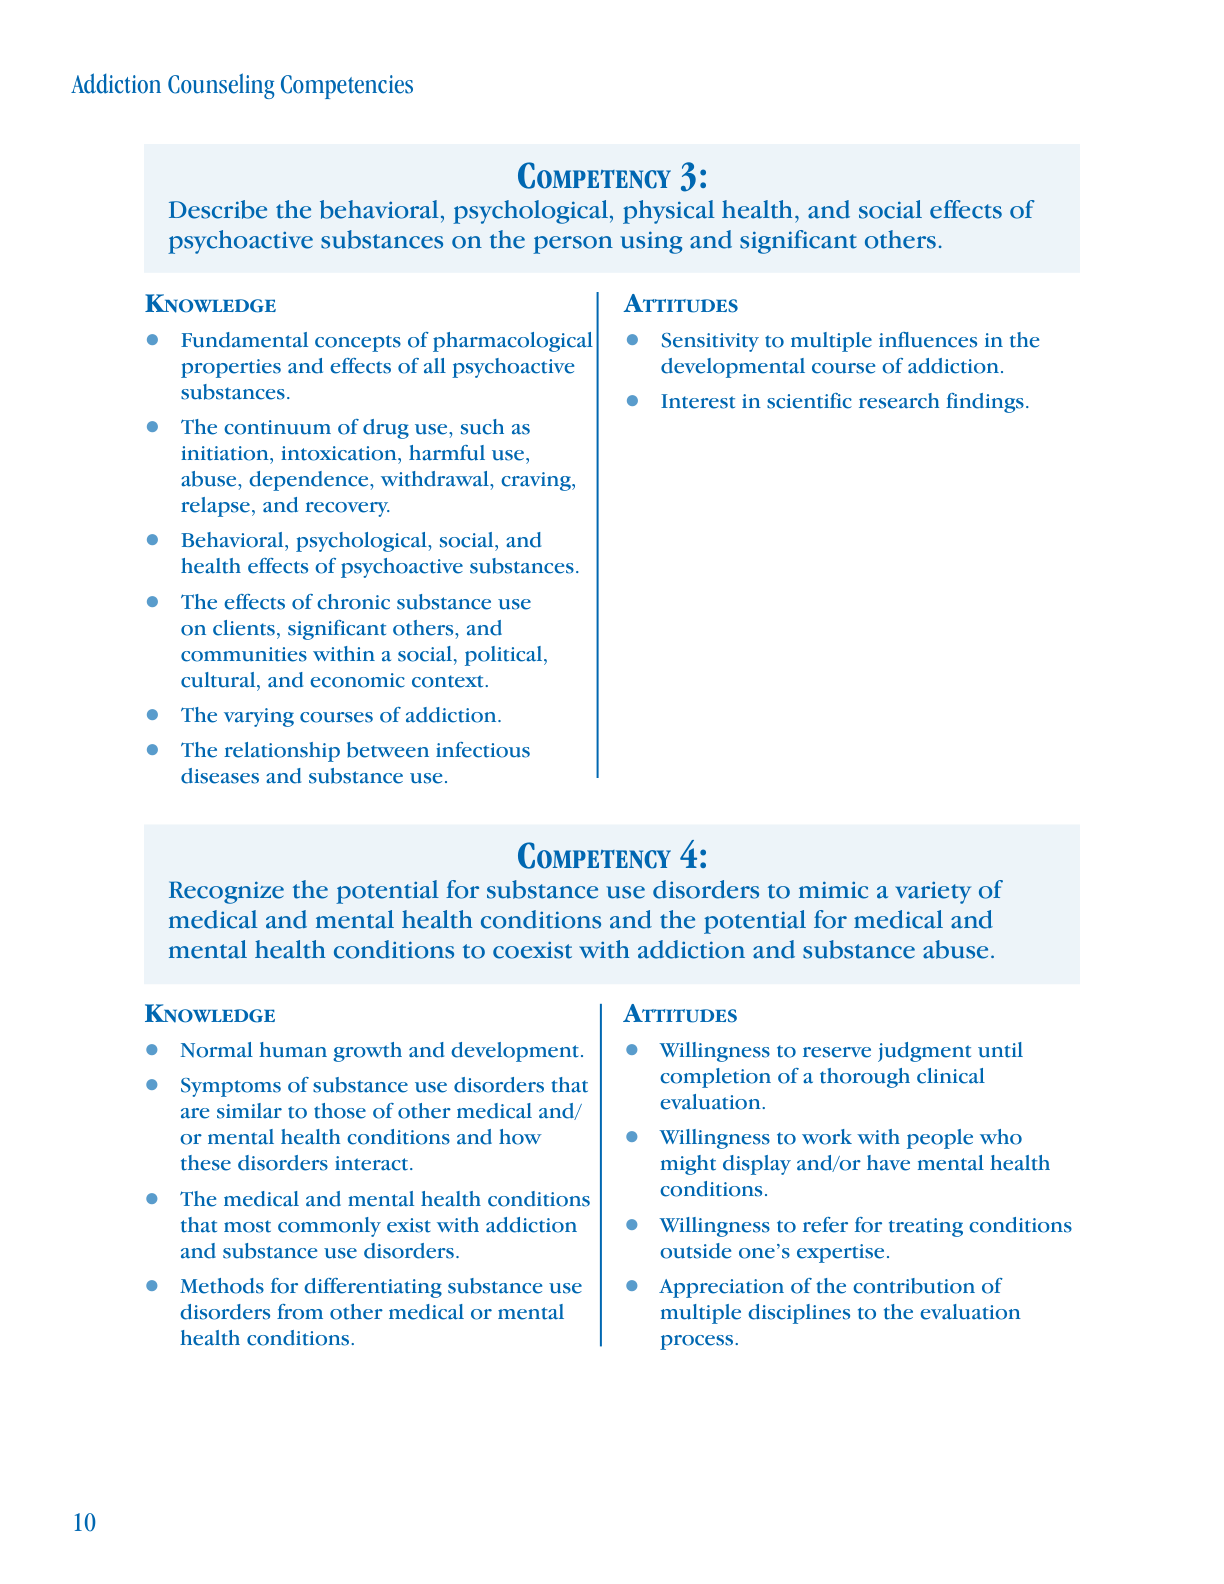 Addiction Counseling Competencies
Competency 3:
Describe the behavioral, psychological, physical health, and social effects of
psychoactive substances on the person using and significant others.
Knowledge
● Fundamental concepts of pharmacological
properties and effects of all psychoactive
substances.
● The continuum of drug use, such as
initiation, intoxication, harmful use,
abuse, dependence, withdrawal, craving,
relapse, and recovery.
● Behavioral, psychological, social, and
health effects of psychoactive substances.
● The effects of chronic substance use
on clients, significant others, and
communities within a social, political,
cultural, and economic context.
● The varying courses of addiction.
● The relationship between infectious
diseases and substance use.
Attitudes
● Sensitivity to multiple influences in the
developmental course of addiction.
● Interest in scientific research findings.
Competency 4:
Recognize the potential for substance use disorders to mimic a variety of
medical and mental health conditions and the potential for medical and
mental health conditions to coexist with addiction and substance abuse.
Knowledge
● Normal human growth and development.
● Symptoms of substance use disorders that
are similar to those of other medical and/
or mental health conditions and how
these disorders interact.
● The medical and mental health conditions
that most commonly exist with addiction
and substance use disorders.
● Methods for differentiating substance use
disorders from other medical or mental
health conditions.
Attitudes
● Willingness to reserve judgment until
completion of a thorough clinical
evaluation.
● Willingness to work with people who
might display and/or have mental health
conditions.
● Willingness to refer for treating conditions
outside one's expertise.
● Appreciation of the contribution of
multiple disciplines to the evaluation
process.
10